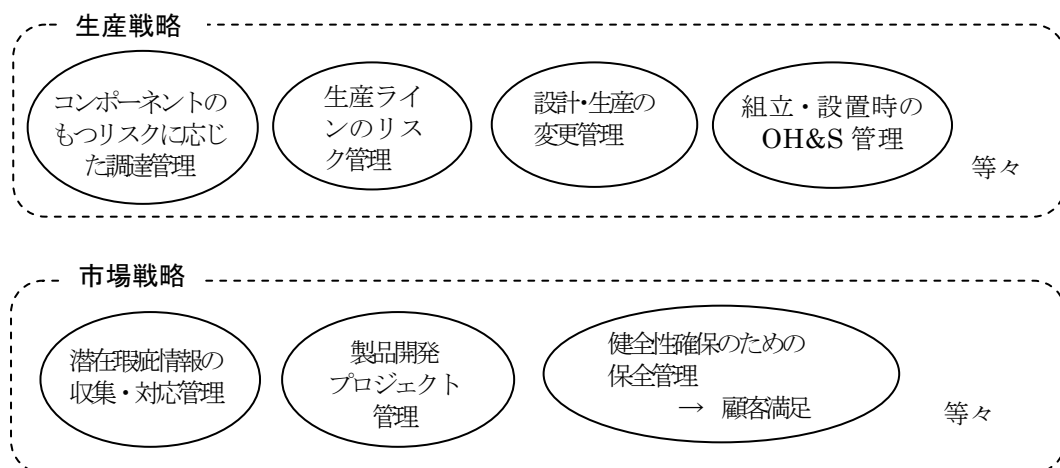 生産戦略
コンポーネントの
もつリスクに応じ
た調達管理
生産ライ
ンのリス
ク管理
設計・生産の
変更管理
組立・設置時の
OH&S 管理
等々
市場戦略
潜在瑕疵情報の
収集・対応管理
製品開発
プロジェクト
管理
健全性確保のための
保全管理
→ 顧客満足
等々